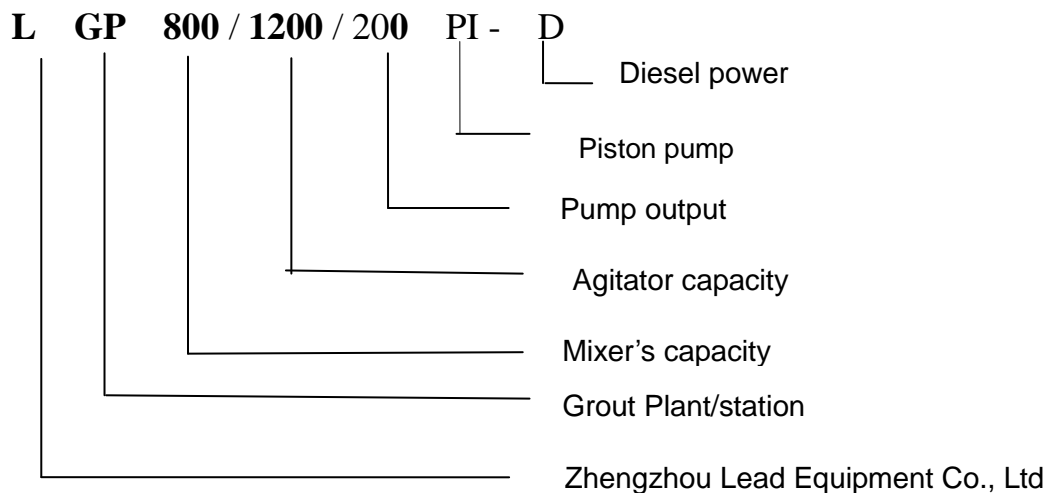 L GP 800 / 1200 / 200 PI - D
Diesel power
Piston pump
Pump output
Agitator capacity
Mixer’s capacity
Grout Plant/station
Zhengzhou Lead Equipment Co., Ltd